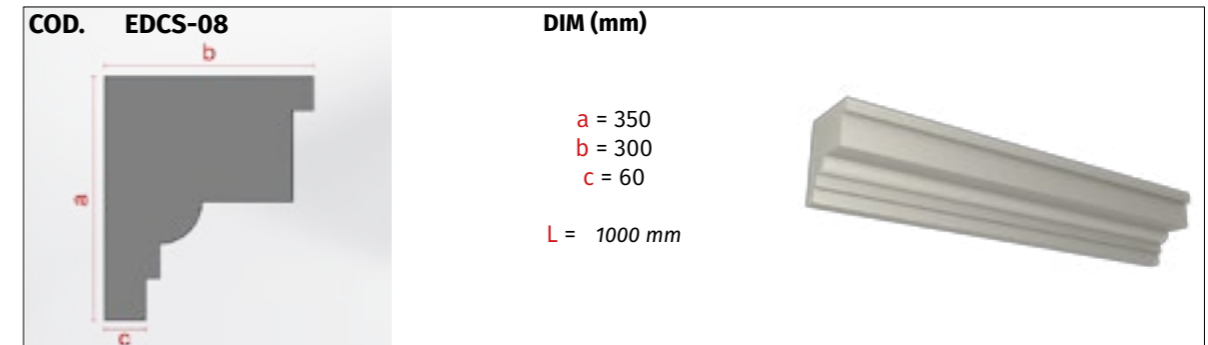 COD. EDCS-08
DIM (mm)
b
a
c
a = 350
b = 300
c = 60
L = 1000 mm